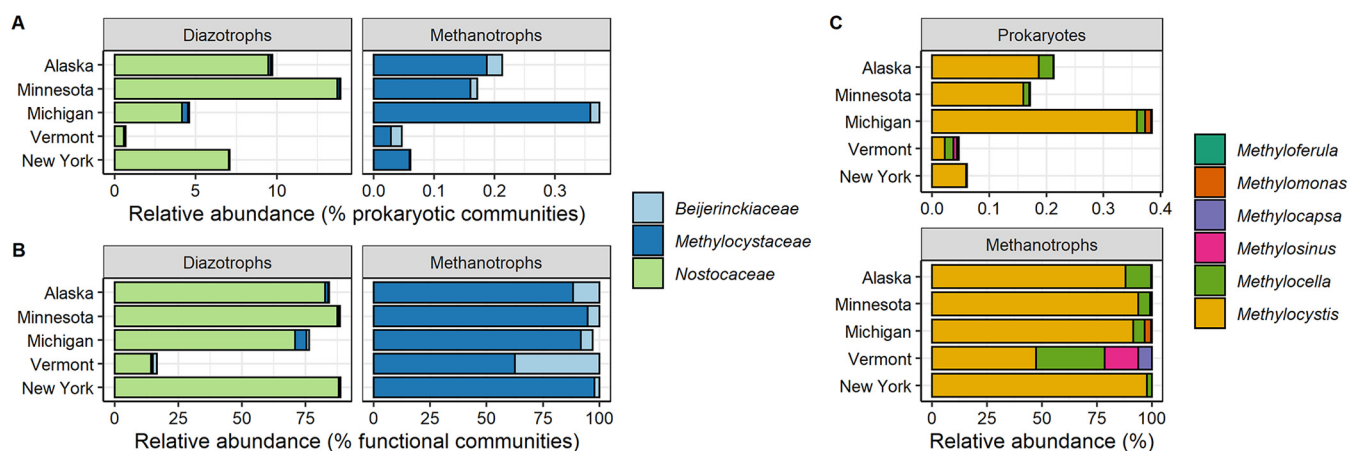 A
Diazotrophs
Methanotrophs
Alaska
Minnesota
Michigan
Vermont
New York
0 5 10
0.0 0.1 0.2 0.3
Relative abundance (% prokaryotic communities)
B
Diazotrophs
Methanotrophs
Alaska
Minnesota
Michigan
Vermont
New York
0 25 50 75
0 25 50 75 100
Relative abundance (% functional communities)
Beijerinckiaceae
Methylocystaceae
Nostocaceae
C
Prokaryotes
Alaska
Minnesota
Michigan
Vermont
New York
0.0 0.1 0.2 0.3 0.4
Methanotrophs
Alaska
Minnesota
Michigan
Vermont
New York
0 25 50 75 100
Relative abundance (%)
Methyloferula
Methylomonas
Methylocapsa
Methylosinus
Methylocella
Methylocystis